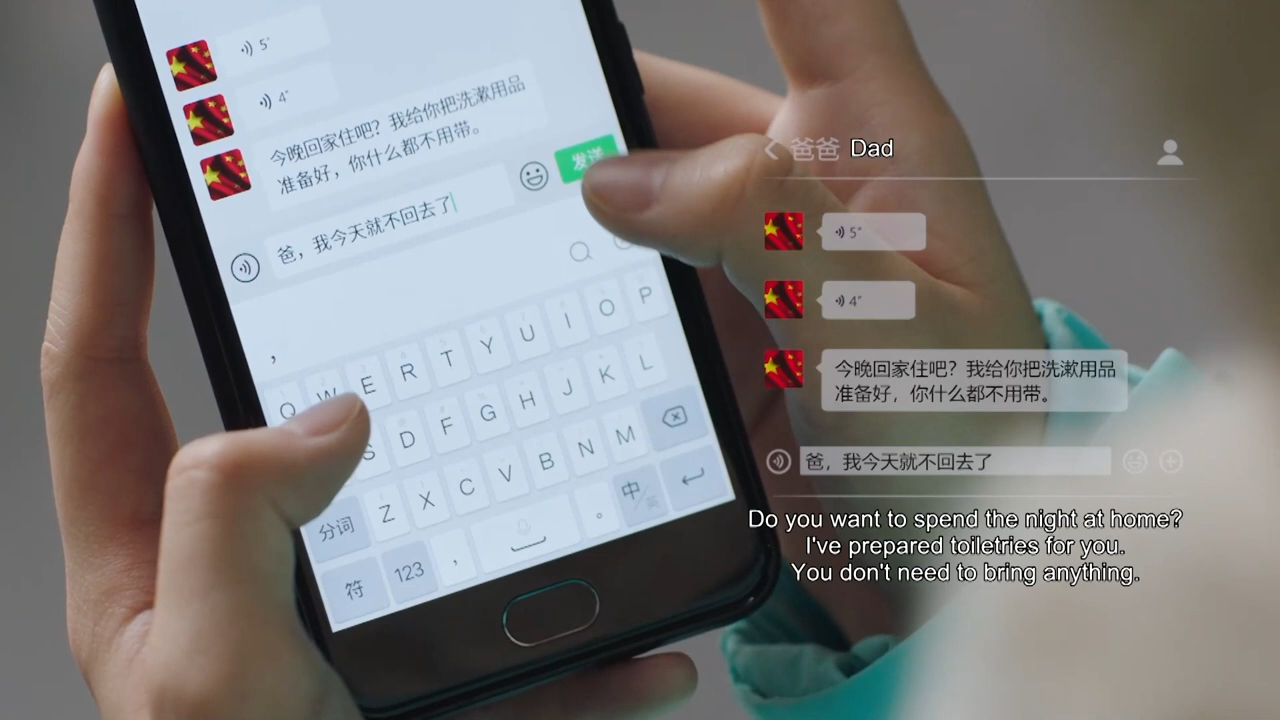 5"
4"
今晚回家住吧？我给你把洗漱用品
准备好，你什么都不用带。
发送
爸，我今天就不回去了
，
Q W E R T Y U I O P
S D F G H J K L
分词 Z X C V B N M
符 123 ， 。 中/英
爸爸 Dad
5"
4"
今晚回家住吧？我给你把洗漱用品
准备好，你什么都不用带。
爸，我今天就不回去了
Do you want to spend the night at home?
I've prepared toiletries for you.
You don't need to bring anything.